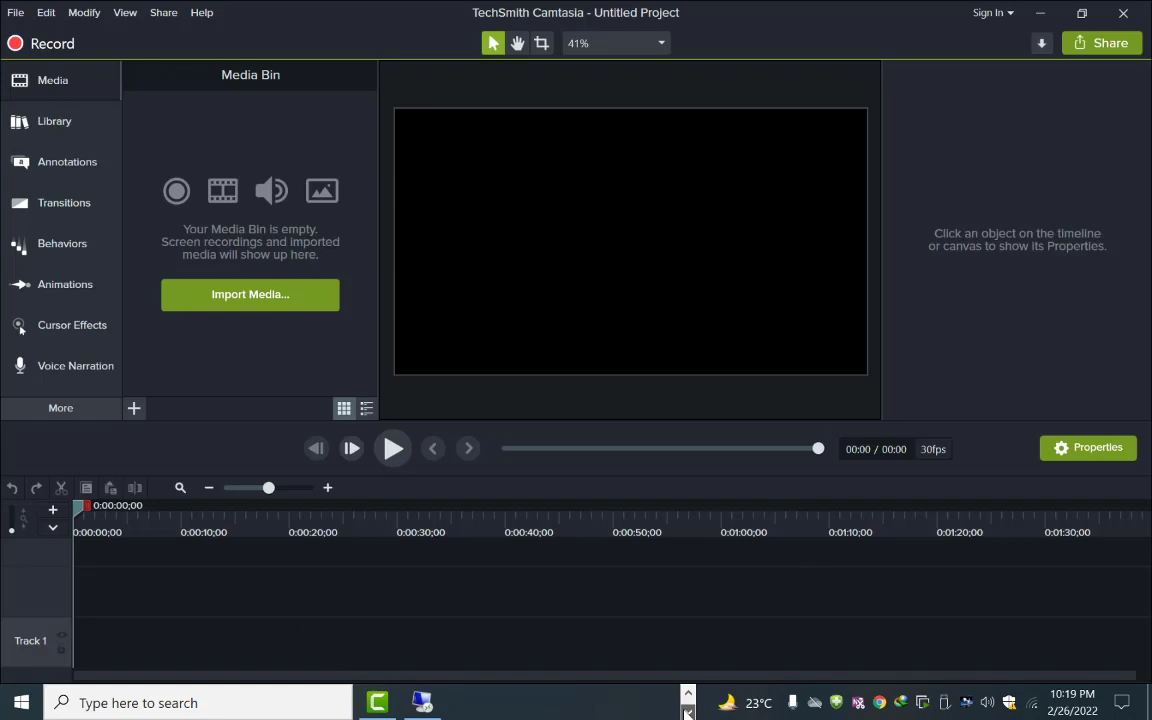 File Edit Modify View Share Help
TechSmith Camtasia - Untitled Project
Sign In
Record
41%
Share
Media
Library
Annotations
Transitions
Behaviors
Animations
Cursor Effects
Voice Narration
More
Media Bin
Your Media Bin is empty.
Screen recordings and imported
media will show up here.
Import Media...
Click an object on the timeline
or canvas to show its Properties.
00:00 / 00:00
30fps
Properties
0:00:00;00
0:00:00;00 0:00:10;00 0:00:20;00 0:00:30;00 0:00:40;00 0:00:50;00 0:01:00;00 0:01:10;00 0:01:20;00 0:01:30;00
Track 1
Type here to search
23°C
10:19 PM
2/26/2022